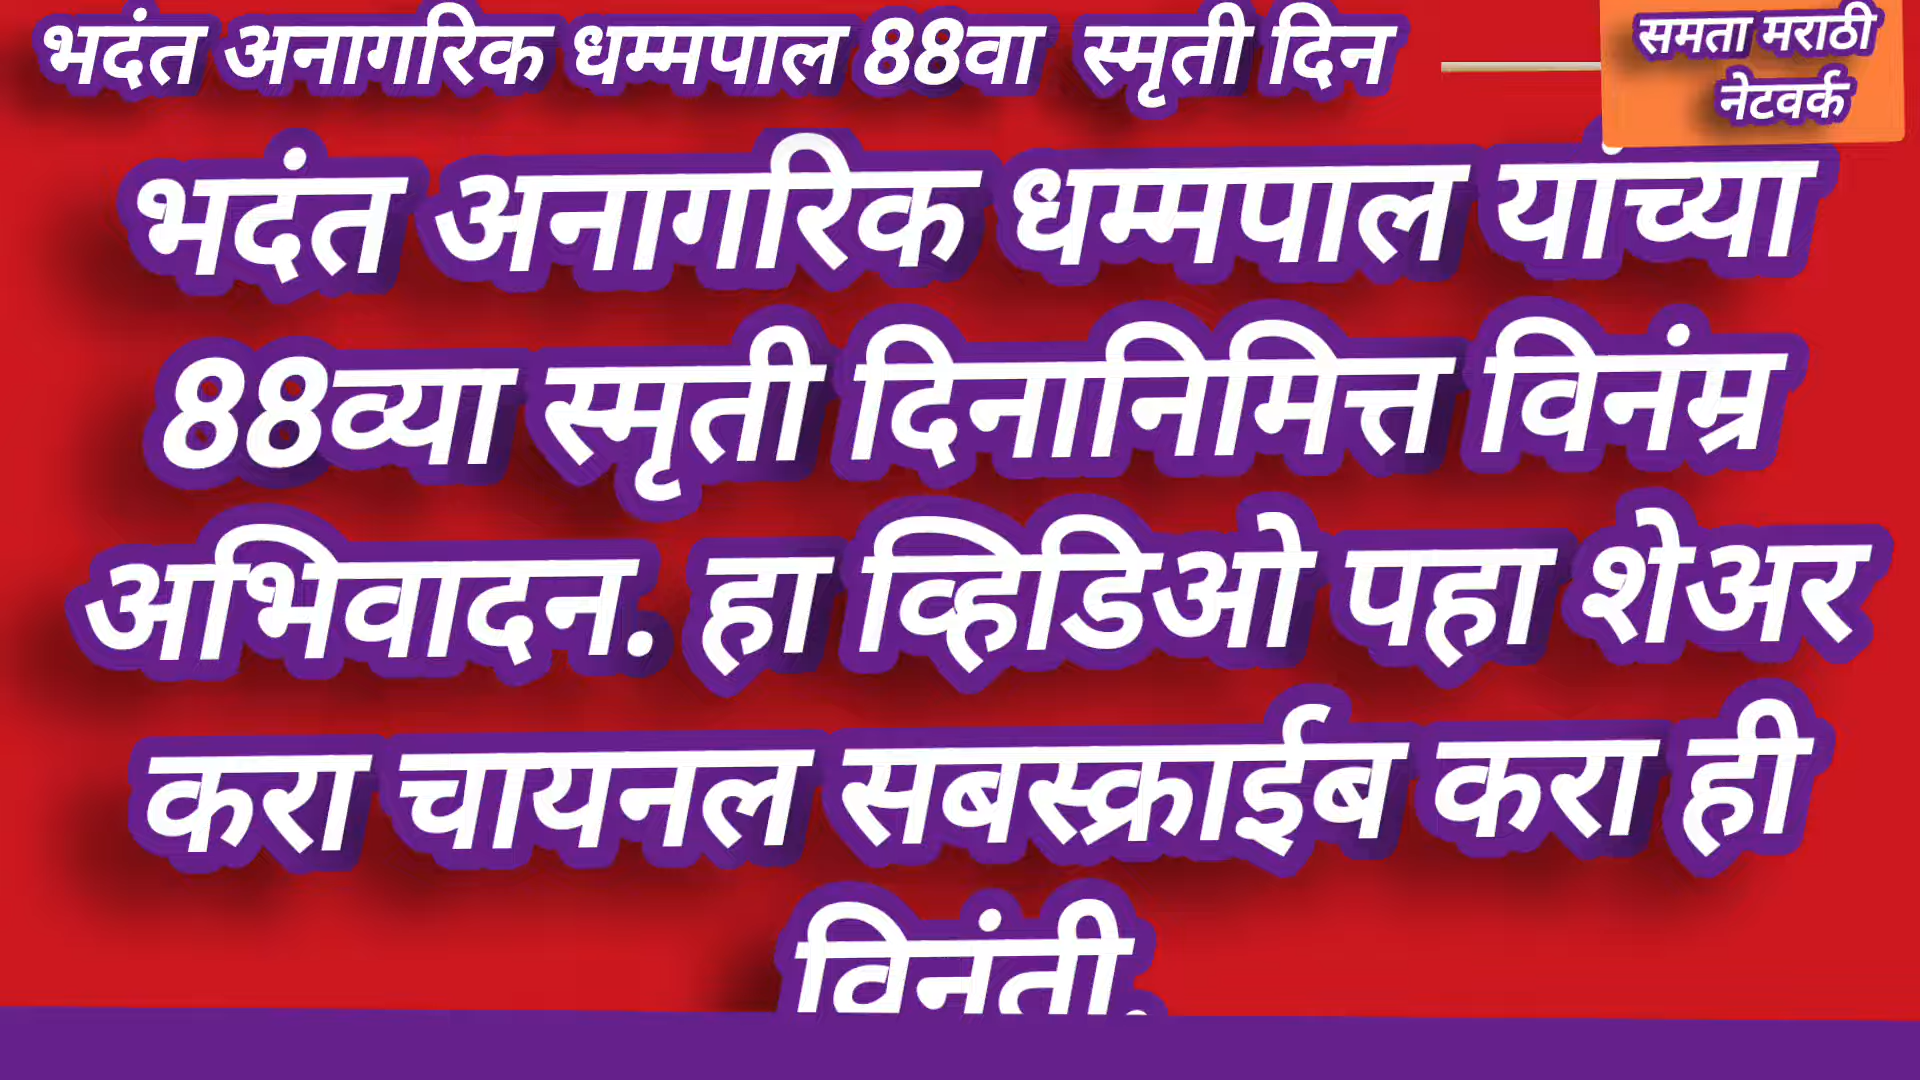 भदंत अनागरिक धम्मपाल 88वा स्मृती दिन
समता मराठी
नेटवर्क
भदंत अनागरिक धम्मपाल यांच्या
88व्या स्मृती दिनानिमित्त विनंम्र
अभिवादन. हा व्हिडिओ पहा शेअर
करा चायनल सबस्क्राईब करा ही
विनंती.